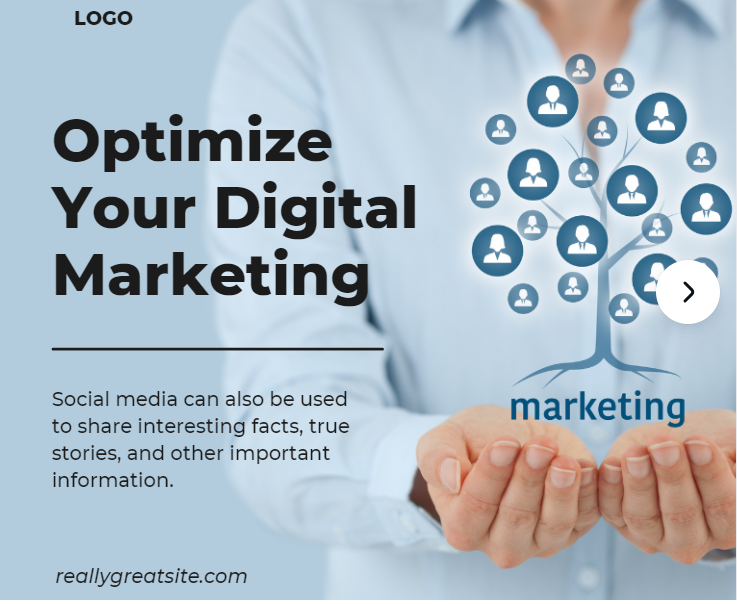 LOGO
Optimize
Your Digital
Marketing
Social media can also be used
to share interesting facts, true
stories, and other important
information.
marketing
reallygreatsite.com